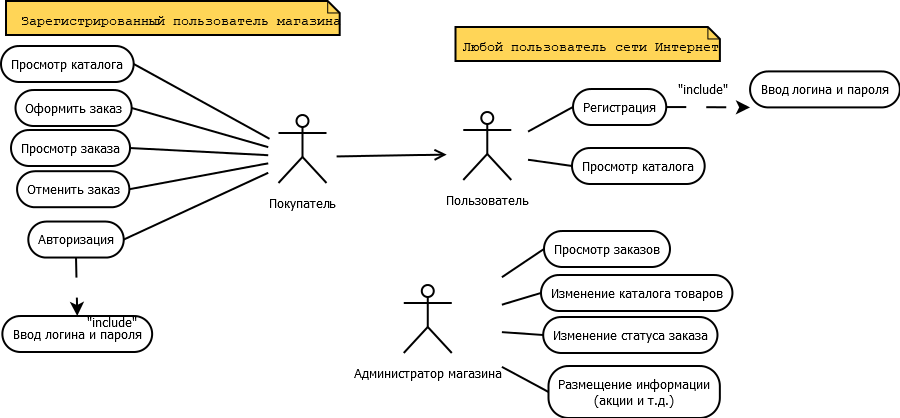 Зарегистрированный пользователь магазина
Любой пользователь сети Интернет
Просмотр каталога
Оформить заказ
Просмотр заказа
Отменить заказ
Авторизация
"include"
Ввод логина и пароля
Покупатель
Пользователь
Регистрация
"include"
Ввод логина и пароля
Просмотр каталога
Администратор магазина
Просмотр заказов
Изменение каталога товаров
Изменение статуса заказа
Размещение информации
(акции и т.д.)